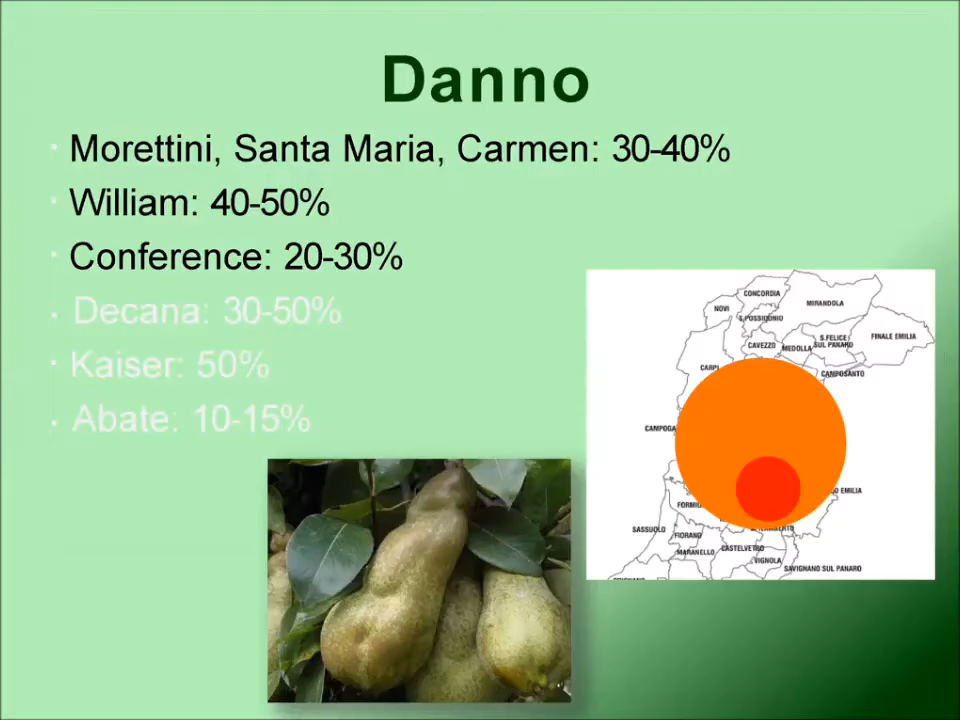 Danno
· Morettini, Santa Maria, Carmen: 30-40%
· William: 40-50%
· Conference: 20-30%
· Decana: 30-50%
· Kaiser: 50%
· Abate: 10-15%
CONCORDIA
MIRANDOLA
NOVI
S.POSSIDONIO
S.FELICE
SUL PANARO
FINALE EMILIA
CAVEZZO
MEDOLLA
CARPI
CAMPOSANTO
CAMPOGA
O EMILIA
FORMIG
SASSUOLO
FIORANO
MARANELLO
CASTELVETRO
VIGNOLA
SAVIGNANO SUL PANARO